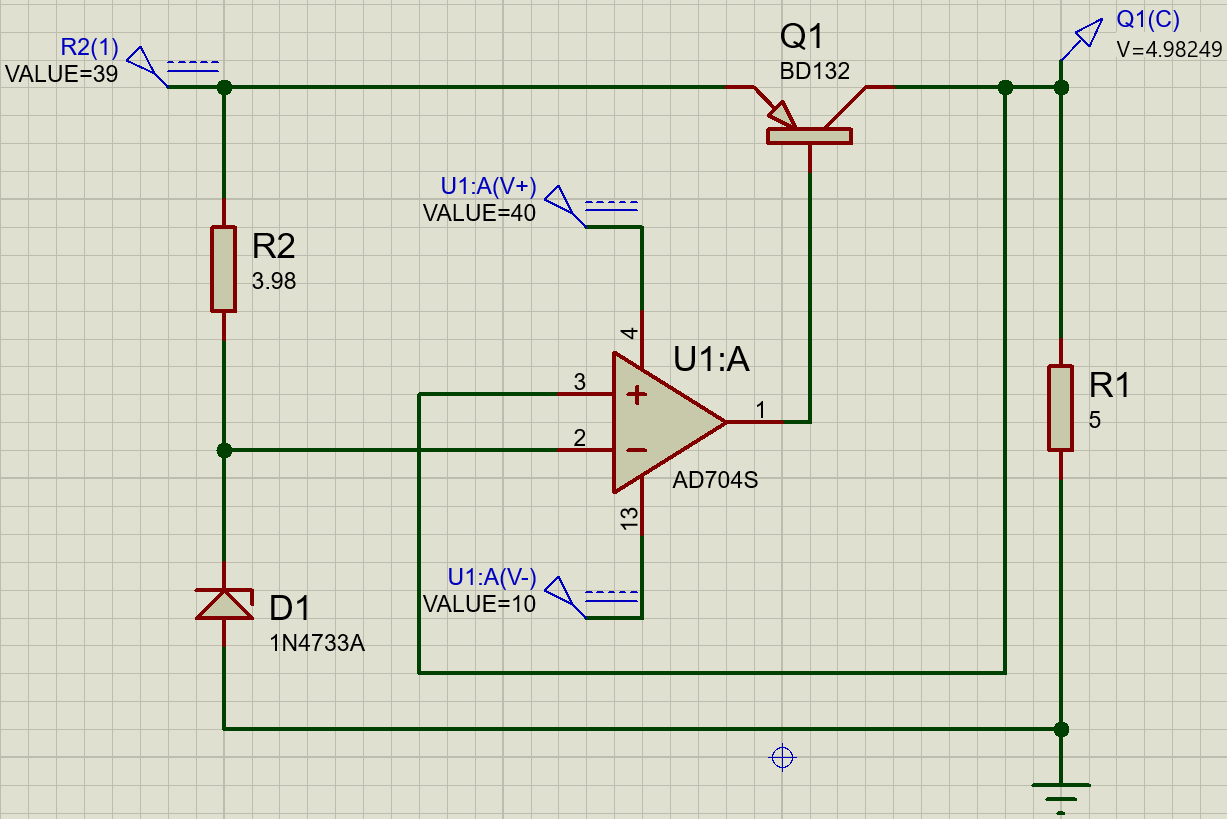 R2(1)
VALUE=39
Q1
BD132
Q1(C)
V=4.98249
U1:A(V+)
VALUE=40
R2
3.98
4
U1:A
3
+
1
2
−
AD704S
13
R1
5
U1:A(V-)
VALUE=10
D1
1N4733A